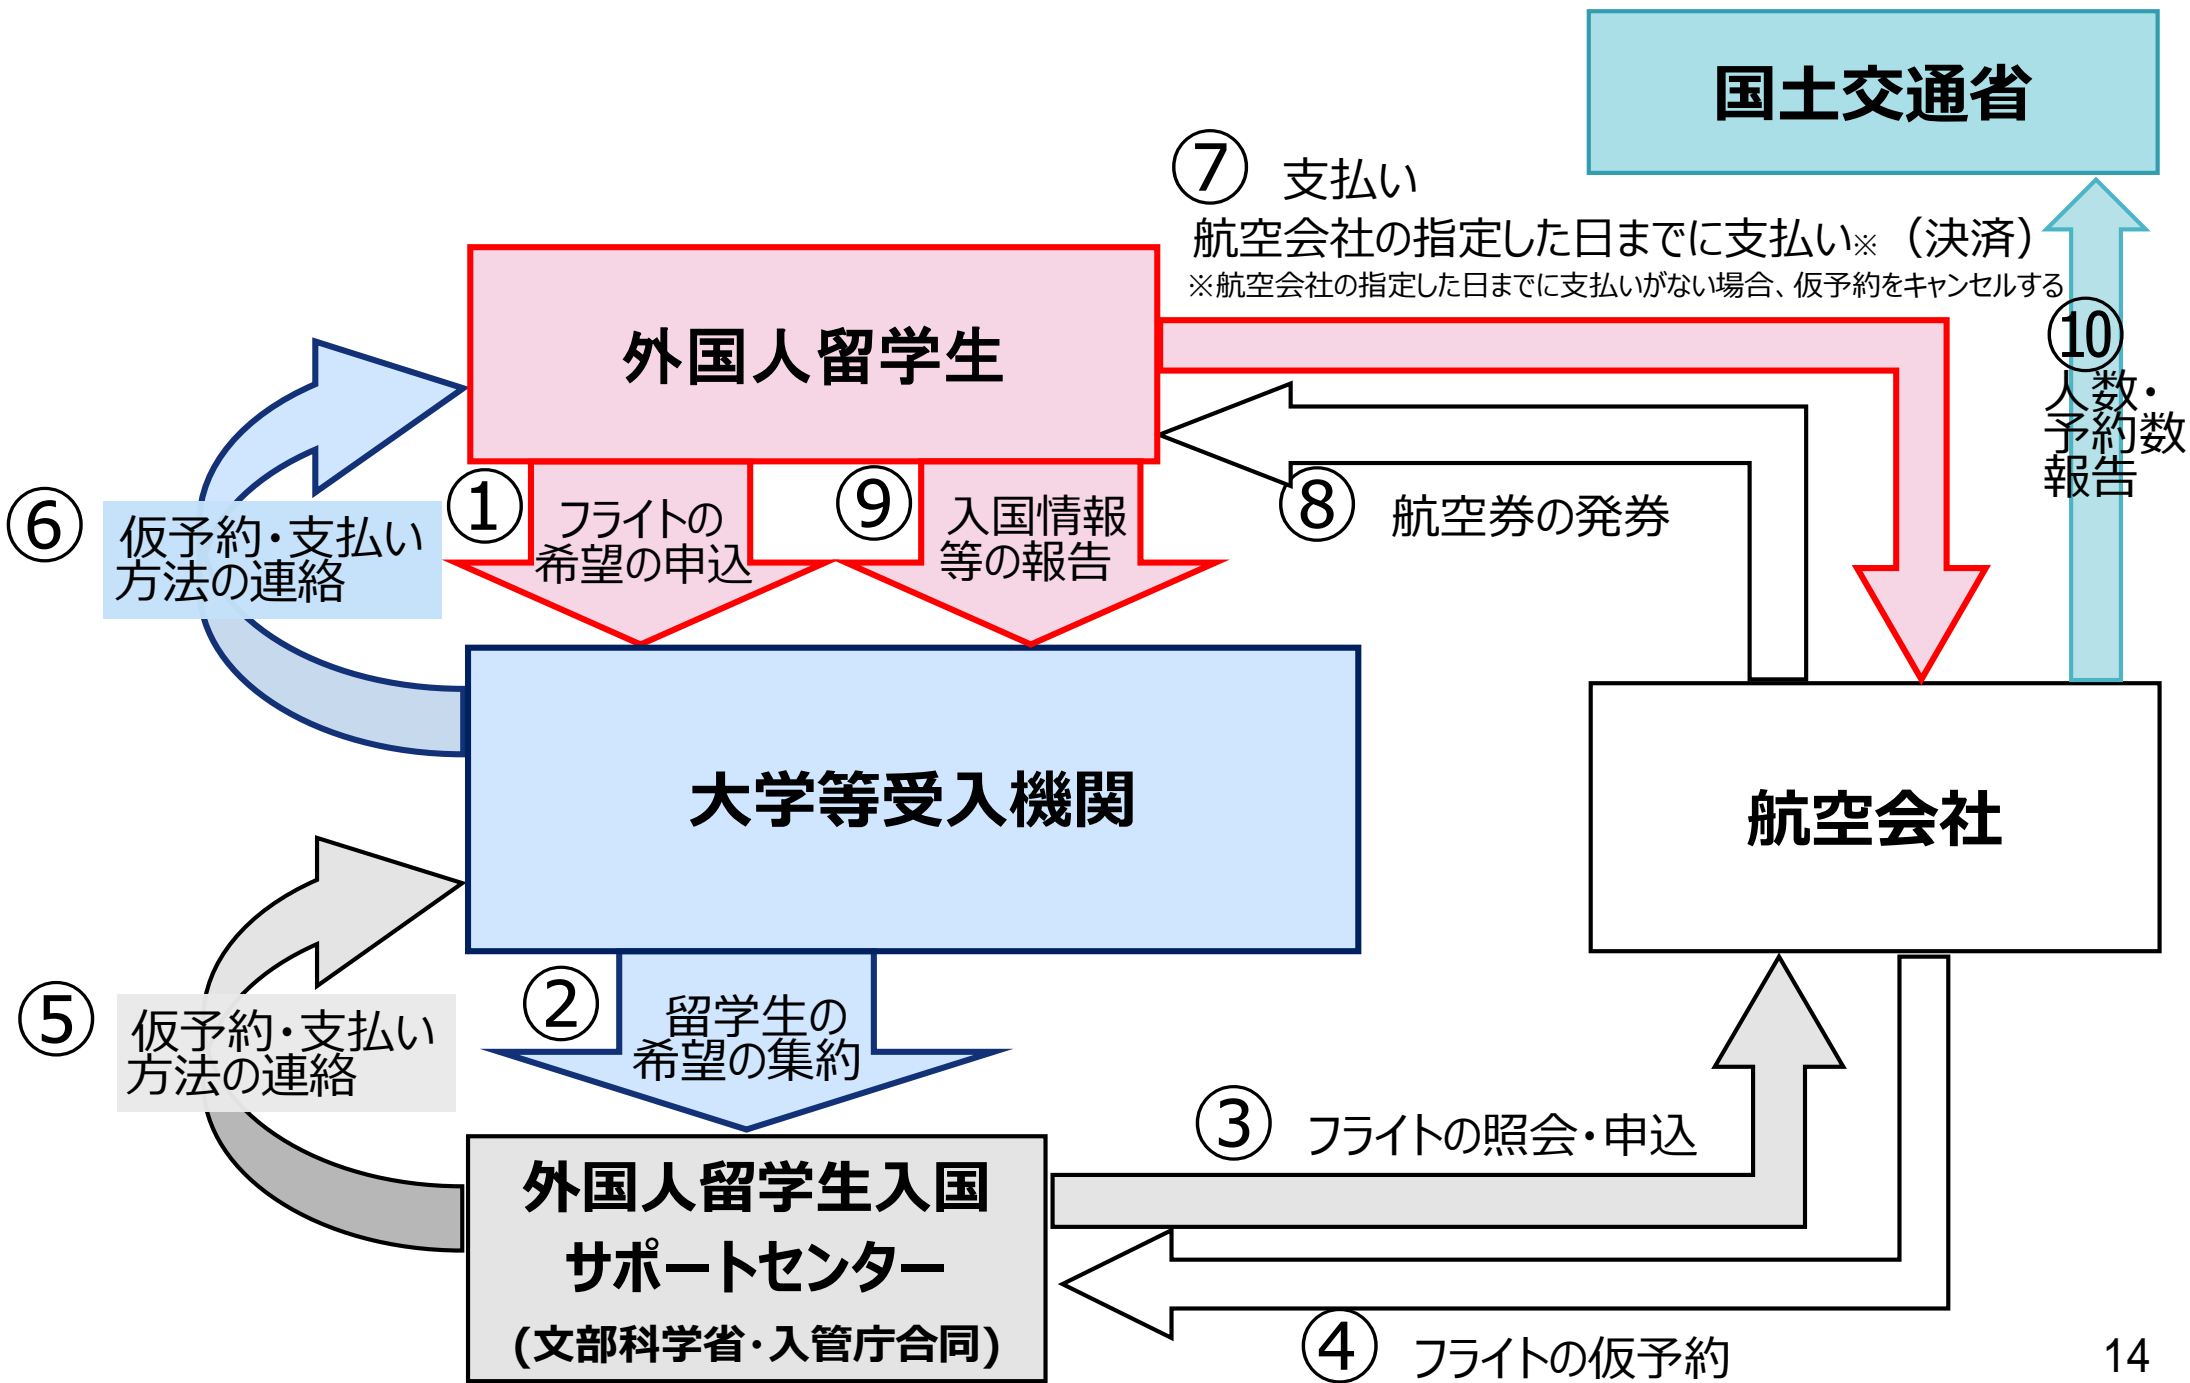 国土交通省
⑦ 支払い
航空会社の指定した日までに支払い※（決済）
※航空会社の指定した日までに支払いがない場合、仮予約をキャンセルする
外国人留学生
⑩
人数・
予約数
報告
⑥ 仮予約・支払い
方法の連絡
① フライトの
希望の申込
⑨ 入国情報
等の報告
⑧ 航空券の発券
大学等受入機関
航空会社
⑤ 仮予約・支払い
方法の連絡
② 留学生の
希望の集約
③ フライトの照会・申込
外国人留学生入国
サポートセンター
(文部科学省・入管庁合同)
④ フライトの仮予約
14